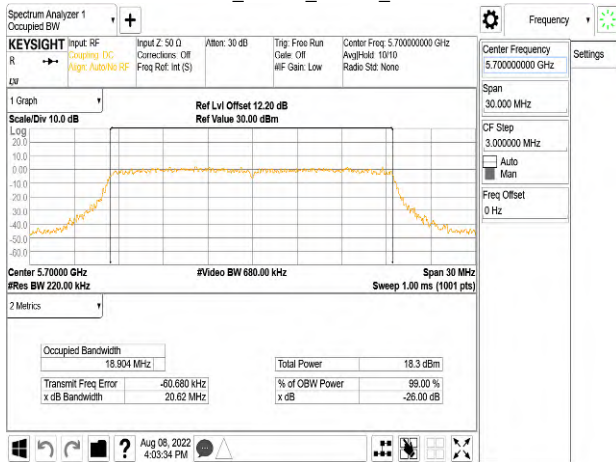 Spectrum Analyzer 1
Occupied BW
Frequency
KEYSIGHT
Input: RF
Input Z: 50 Ω
Atten: 30 dB
Trig: Free Run
Center Freq: 5.700000000 GHz
Coupling: DC
Corrections: Off
Gate: Off
Avg|Hold: 10/10
R
Align: Auto/No RF
Freq Ref: Int (S)
#IF Gain: Low
Radio Std: None
Center Frequency
5.700000000 GHz
Settings
Span
30.000 MHz
CF Step
3.000000 MHz
Auto
Man
Freq Offset
0 Hz
1 Graph
Ref Lvl Offset 12.20 dB
Scale/Div 10.0 dB
Ref Value 30.00 dBm
Log
20.0
10.0
0.00
-10.0
-20.0
-30.0
-40.0
-50.0
-60.0
Center 5.70000 GHz
#Video BW 680.00 kHz
Span 30 MHz
#Res BW 220.00 kHz
Sweep 1.00 ms (1001 pts)
2 Metrics
Occupied Bandwidth
18.904 MHz
Total Power
18.3 dBm
Transmit Freq Error
-60.680 kHz
% of OBW Power
99.00 %
x dB Bandwidth
20.62 MHz
x dB
-26.00 dB
Aug 08, 2022
4:03:34 PM